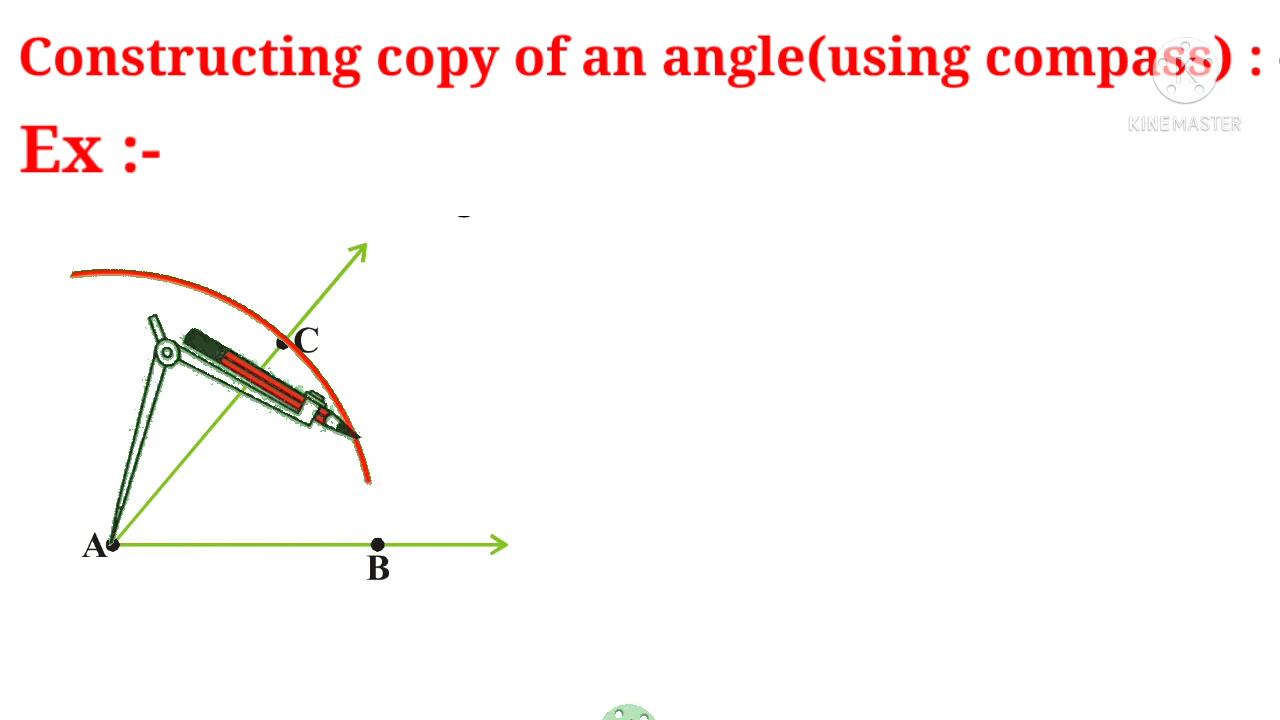 Constructing copy of an angle(using compass) : -
KINEMASTER
Ex :-
C
A
B